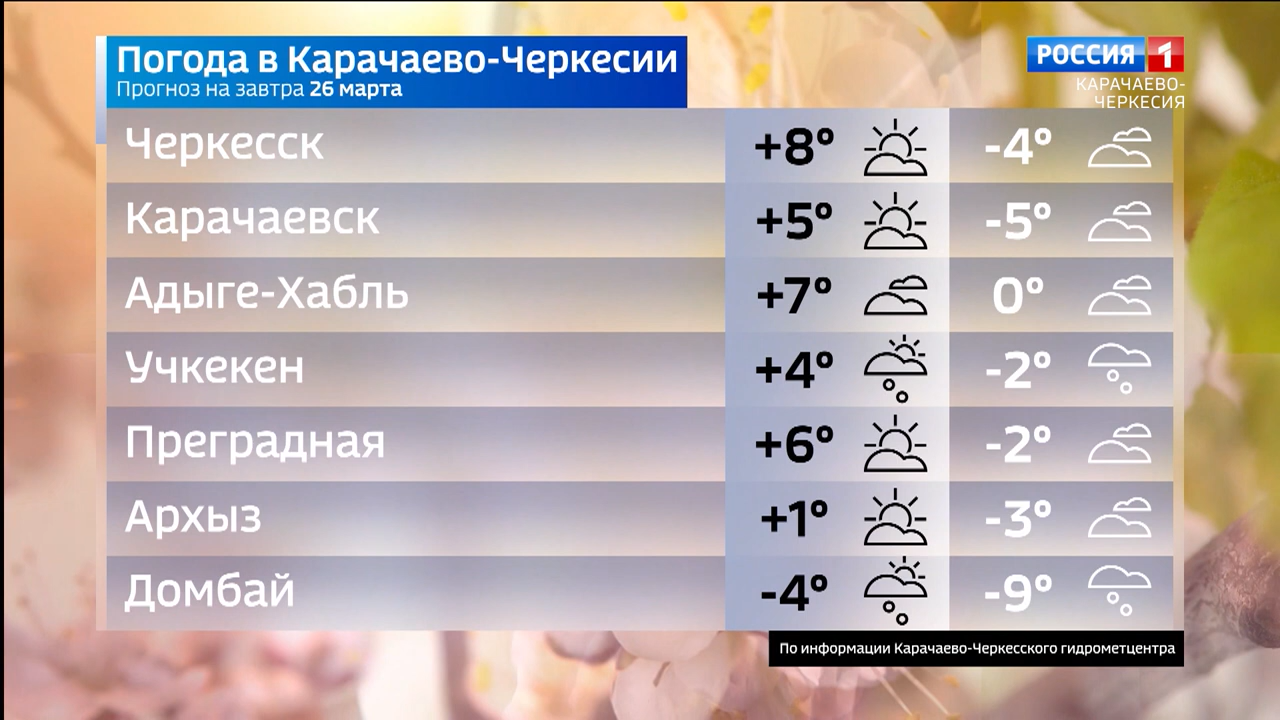 Погода в Карачаево-Черкесии
Прогноз на завтра 26 марта
РОССИЯ 1
КАРАЧАЕВО-
ЧЕРКЕСИЯ
Черкесск +8° -4°
Карачаевск +5° -5°
Адыге-Хабль +7° 0°
Учкекен +4° -2°
Преградная +6° -2°
Архыз +1° -3°
Домбай -4° -9°
По информации Карачаево-Черкесского гидрометцентра